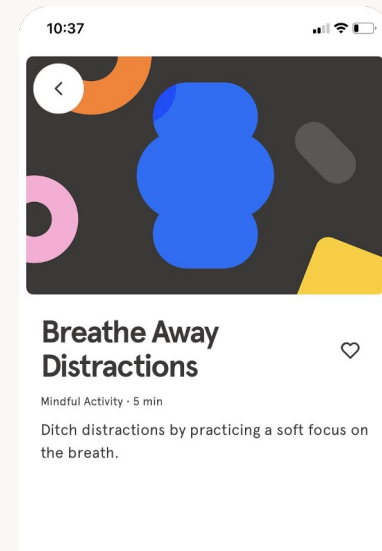 10:37
Breathe Away
Distractions
Mindful Activity · 5 min
Ditch distractions by practicing a soft focus on
the breath.